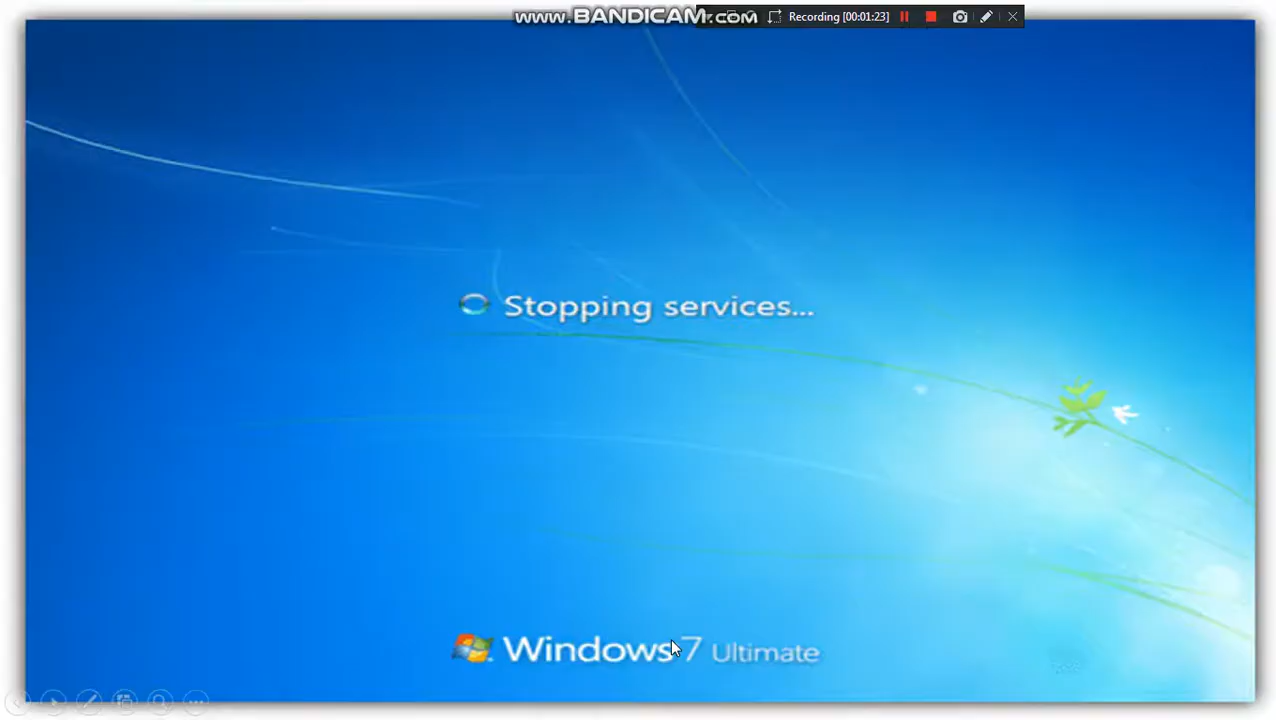 www.BANDICAM.com
Recording [00:01:23]
Stopping services...
Windows 7 Ultimate